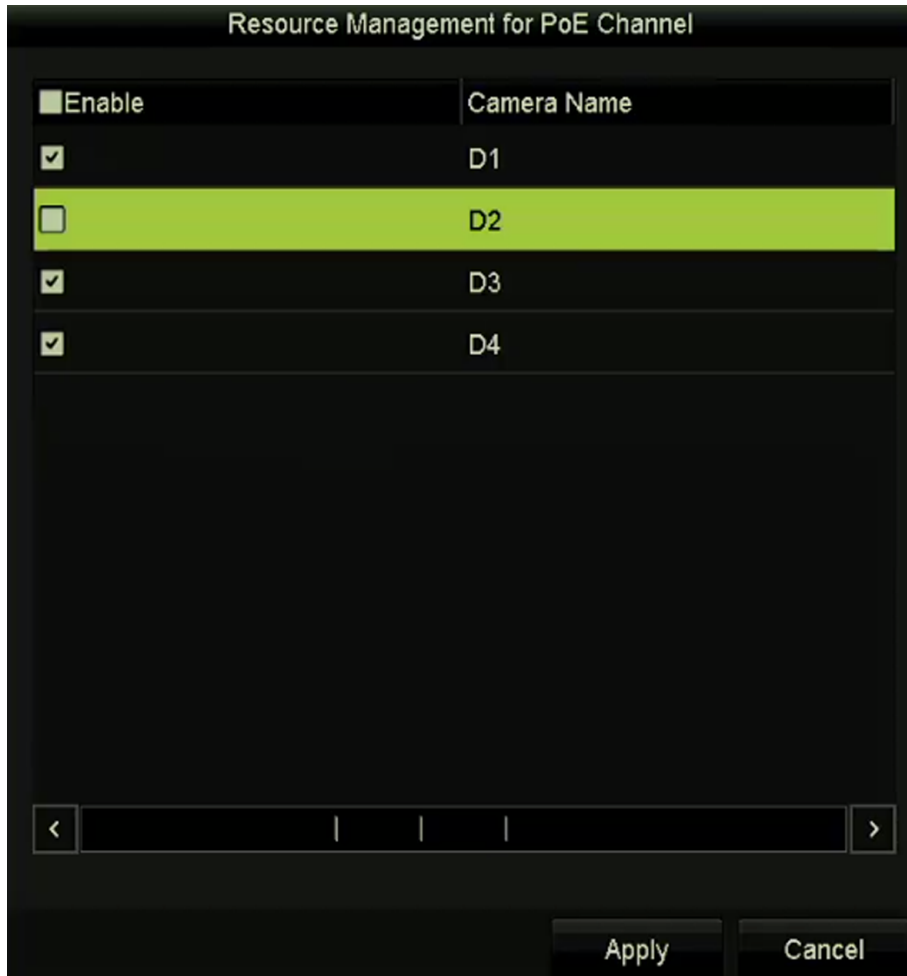 Resource Management for PoE Channel
Enable Camera Name
D1
D2
D3
D4
Apply Cancel